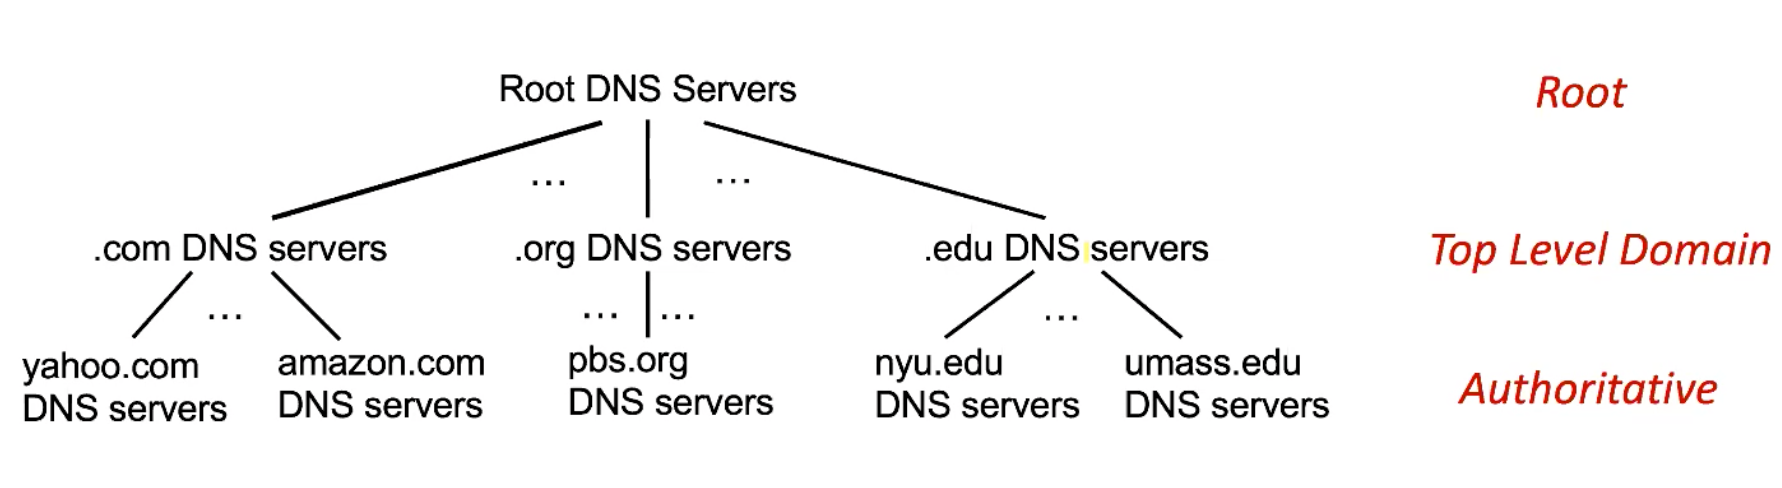 Root DNS Servers
Root
...
...
.com DNS servers
.org DNS servers
.edu DNS servers
Top Level Domain
...
...
...
...
yahoo.com
DNS servers
amazon.com
DNS servers
pbs.org
DNS servers
nyu.edu
DNS servers
umass.edu
DNS servers
Authoritative